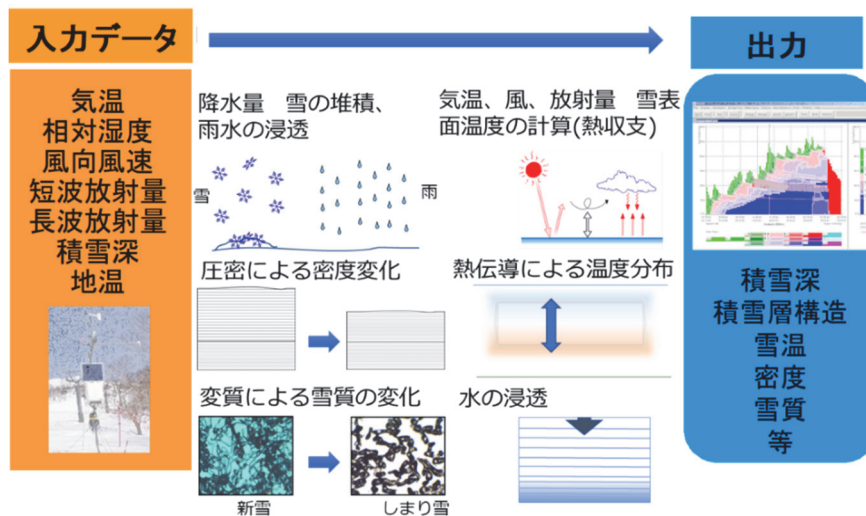 入力データ
出力
気温
相対湿度
風向風速
短波放射量
長波放射量
積雪深
地温
降水量 雪の堆積、
雨水の浸透
雪
雨
気温、風、放射量 雪表
面温度の計算(熱収支)
圧密による密度変化
熱伝導による温度分布
変質による雪質の変化
新雪
しまり雪
水の浸透
積雪深
積雪層構造
雪温
密度
雪質
等